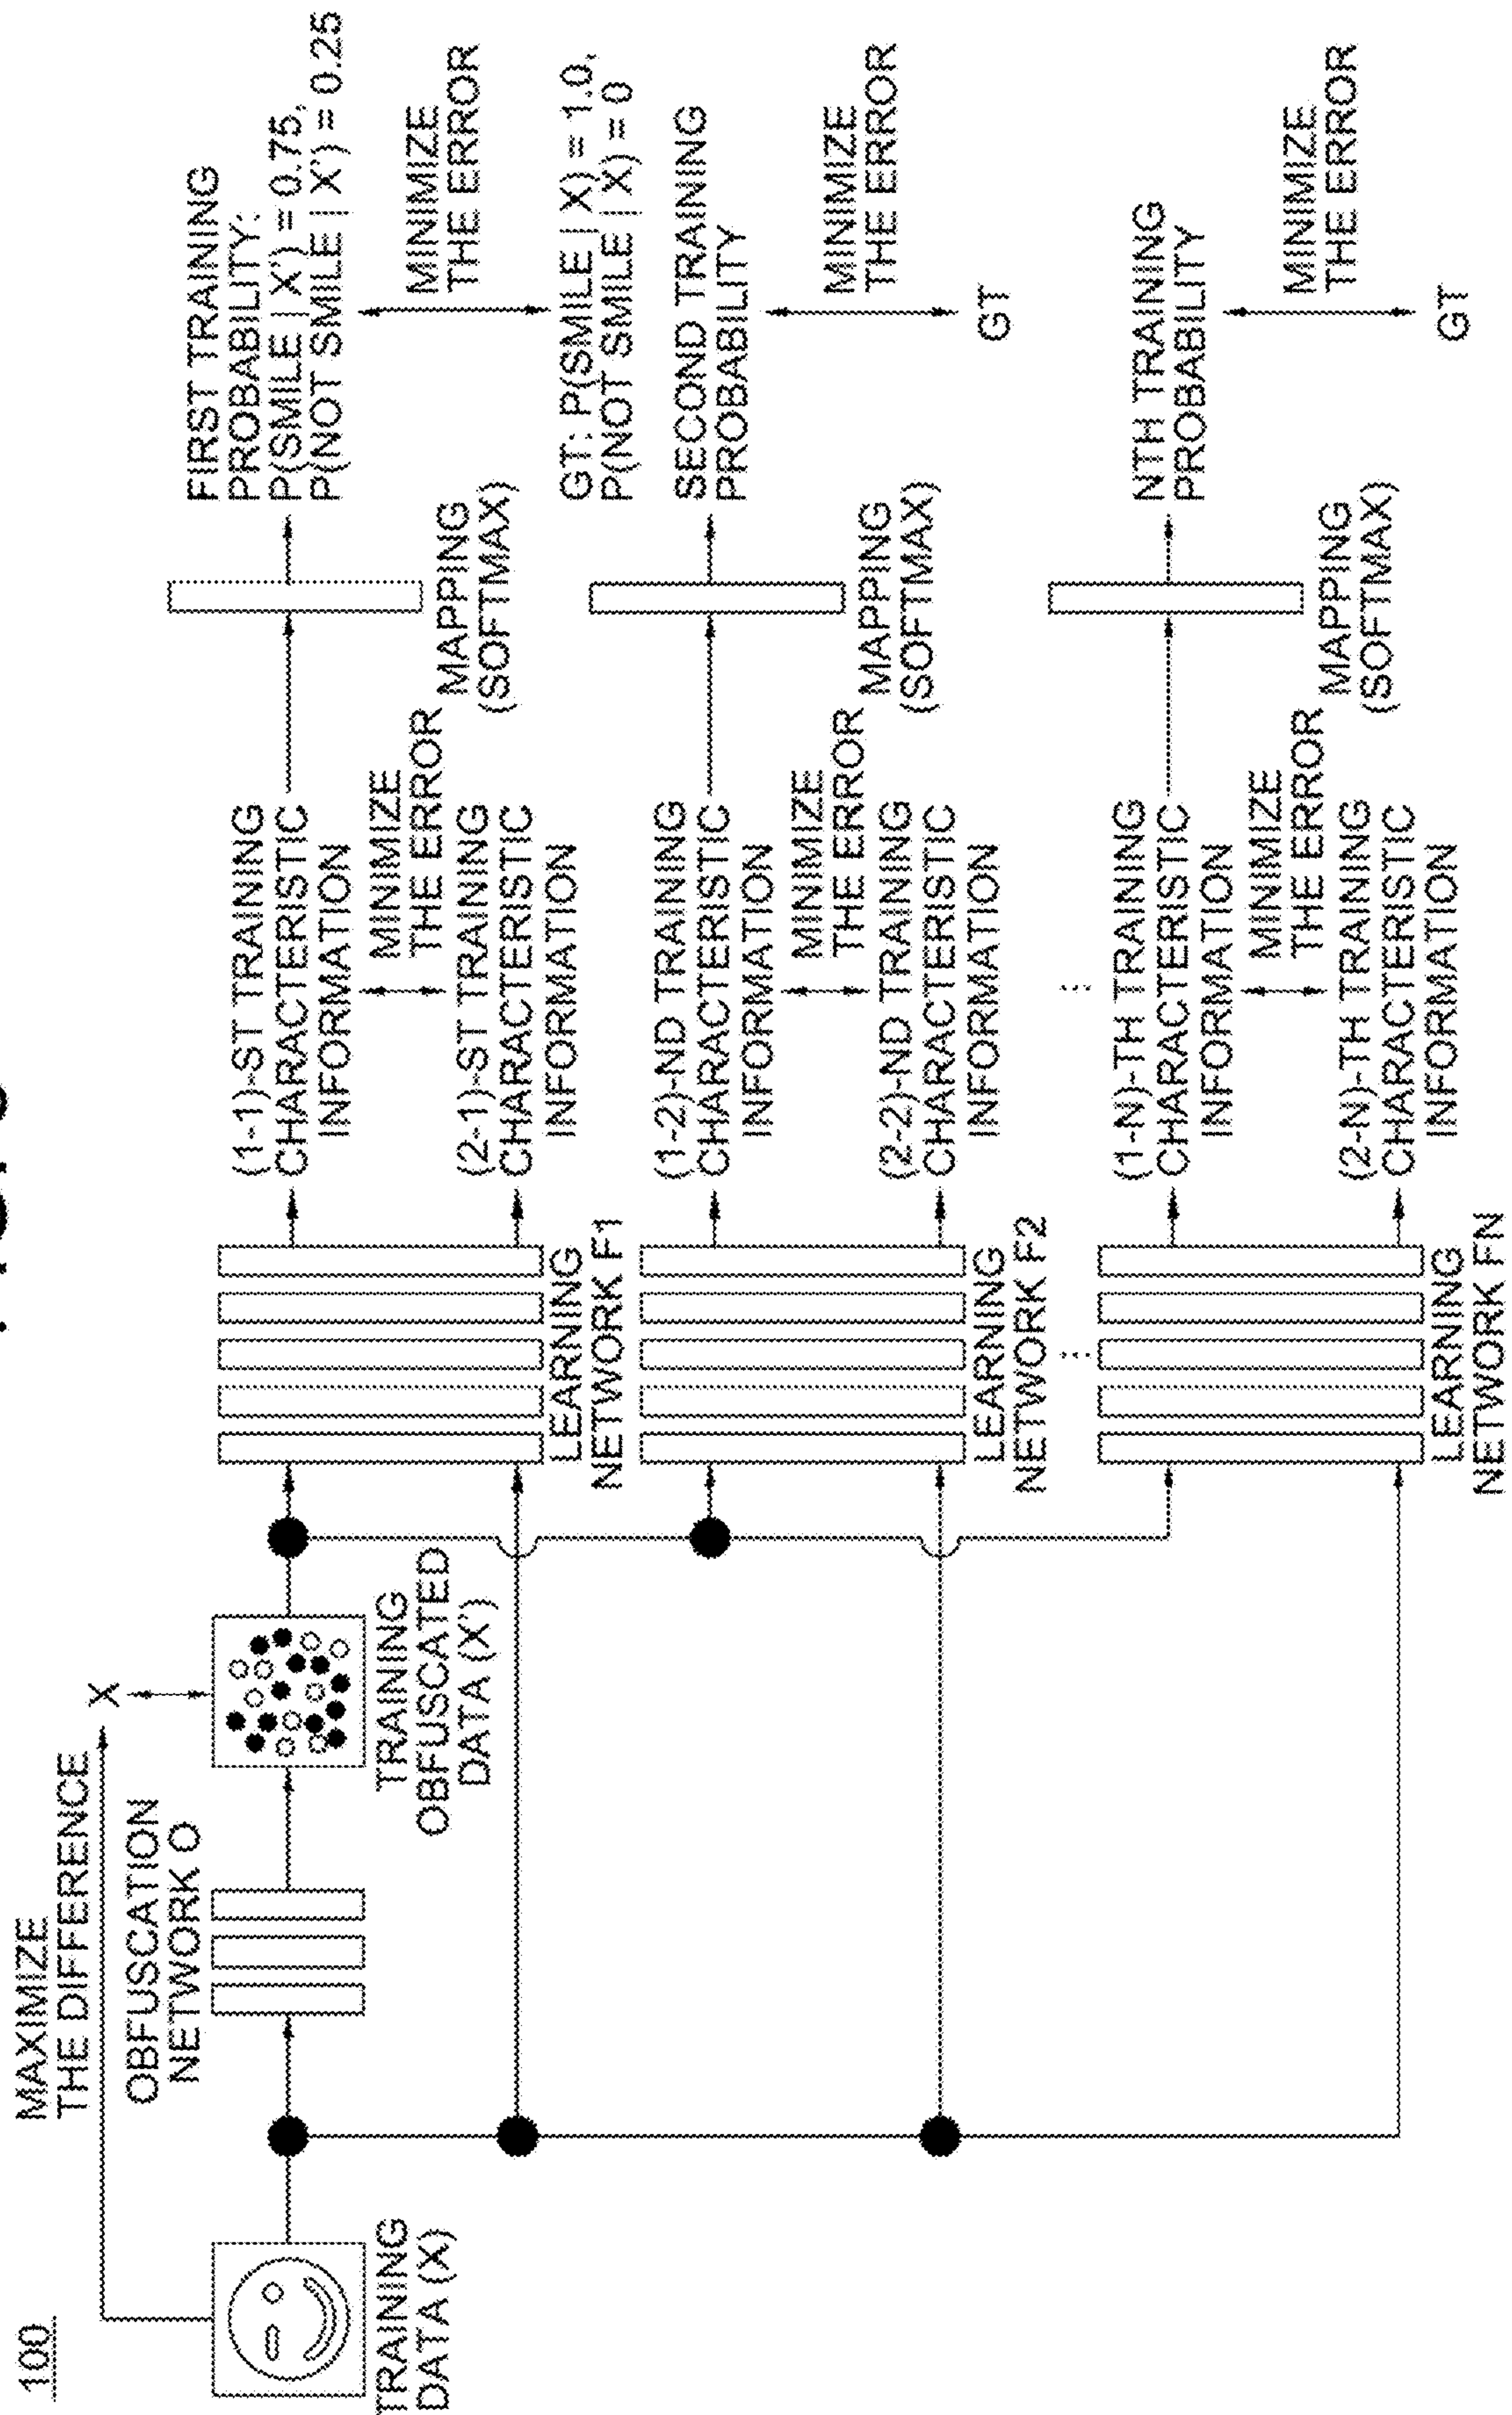 100
MAXIMIZE
THE DIFFERENCE
X
OBFUSCATION
NETWORK O
TRAINING
DATA (X)
TRAINING
OBFUSCATED
DATA (X')
LEARNING
NETWORK F1
(1-1)-ST TRAINING
CHARACTERISTIC
INFORMATION
MINIMIZE
THE ERROR
(2-1)-ST TRAINING
CHARACTERISTIC
INFORMATION
MAPPING
(SOFTMAX)
FIRST TRAINING
PROBABILITY:
P(SMILE | X') = 0.75,
P(NOT SMILE | X') = 0.25
MINIMIZE
THE ERROR
GT: P(SMILE | X) = 1.0,
P(NOT SMILE | X) = 0
LEARNING
NETWORK F2
(1-2)-ND TRAINING
CHARACTERISTIC
INFORMATION
MINIMIZE
THE ERROR
(2-2)-ND TRAINING
CHARACTERISTIC
INFORMATION
MAPPING
(SOFTMAX)
SECOND TRAINING
PROBABILITY
MINIMIZE
THE ERROR
GT
LEARNING
NETWORK FN
(1-N)-TH TRAINING
CHARACTERISTIC
INFORMATION
MINIMIZE
THE ERROR
(2-N)-TH TRAINING
CHARACTERISTIC
INFORMATION
MAPPING
(SOFTMAX)
NTH TRAINING
PROBABILITY
MINIMIZE
THE ERROR
GT